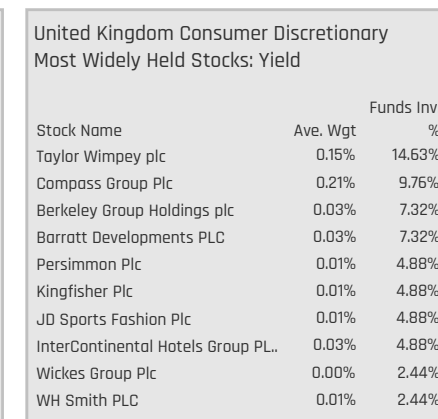 United Kingdom Consumer Discretionary
Most Widely Held Stocks: Yield
Funds Inv
Stock Name Ave. Wgt %
Taylor Wimpey plc 0.15% 14.63%
Compass Group Plc 0.21% 9.76%
Berkeley Group Holdings plc 0.03% 7.32%
Barratt Developments PLC 0.03% 7.32%
Persimmon Plc 0.01% 4.88%
Kingfisher Plc 0.01% 4.88%
JD Sports Fashion Plc 0.01% 4.88%
InterContinental Hotels Group PL.. 0.03% 4.88%
Wickes Group Plc 0.00% 2.44%
WH Smith PLC 0.01% 2.44%